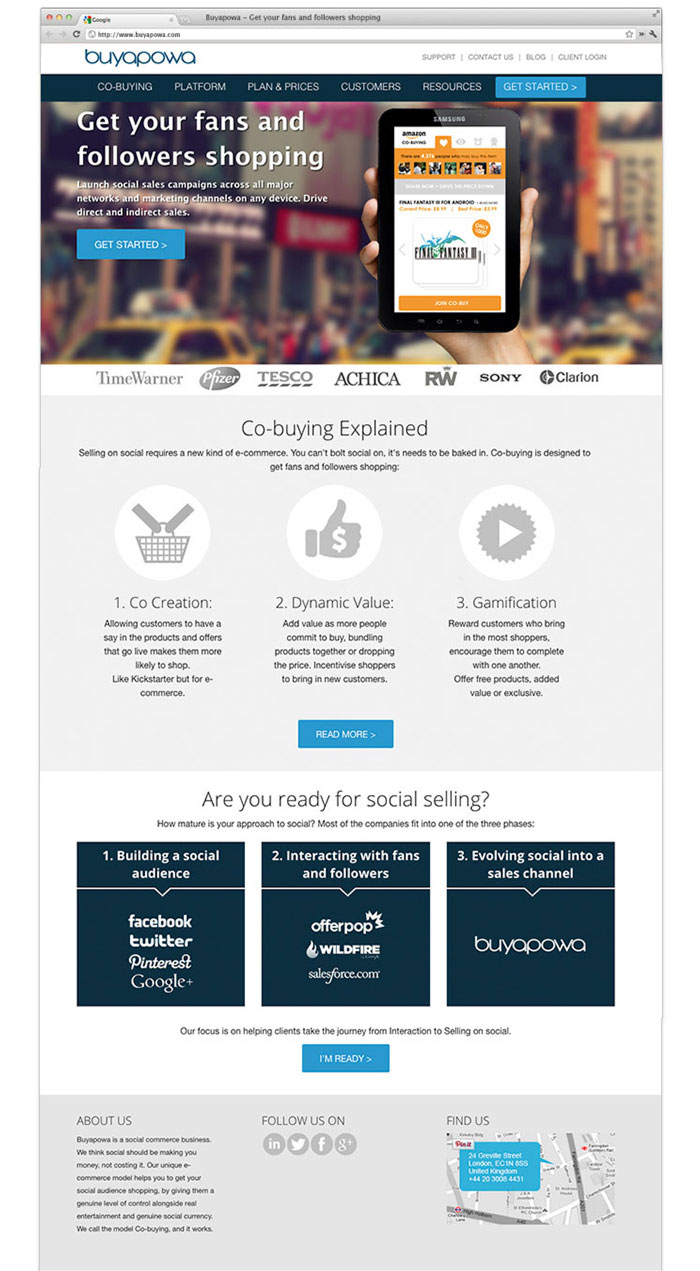 Google
Buyapowa – Get your fans and followers shopping
http://www.buyapowa.com
buyapowa
SUPPORT | CONTACT US | BLOG | CLIENT LOGIN
CO-BUYING PLATFORM PLAN & PRICES CUSTOMERS RESOURCES GET STARTED >
Get your fans and
followers shopping
Launch social sales campaigns across all major
networks and marketing channels on any device. Drive
direct and indirect sales.
GET STARTED >
SAMSUNG
amazon
CO-BUYING
There are 4,376 people who may buy this item
SHARE NOW + DRIVE THE PRICE DOWN
FINAL FANTASY III FOR ANDROID + READ MORE
Current Price: £8.99 | Best Price: £5.99
ONLY
FINAL FANTASY III
JOIN CO-BUY
TimeWarner Pfizer TESCO ACHICA RW SONY Clarion
Co-buying Explained
Selling on social requires a new kind of e-commerce. You can't bolt social on, it's needs to be baked in. Co-buying is designed to
get fans and followers shopping:
$
1. Co Creation:
Allowing customers to have a
say in the products and offers
that go live makes them more
likely to shop.
Like Kickstarter but for e-
commerce.
2. Dynamic Value:
Add value as more people
commit to buy, bundling
products together or dropping
the price. Incentivise shoppers
to bring in new customers.
3. Gamification
Reward customers who bring
in the most shoppers,
encourage them to complete
with one another.
Offer free products, added
value or exclusive.
READ MORE >
Are you ready for social selling?
How mature is your approach to social? Most of the companies fit into one of the three phases:
1. Building a social
audience
facebook
twitter
Pinterest
Google+
2. Interacting with fans
and followers
offerpop
WILDFIRE
by Google
salesforce.com
3. Evolving social into a
sales channel
buyapowa
Our focus is on helping clients take the journey from Interaction to Selling on social.
I'M READY >
ABOUT US
Buyapowa is a social commerce business.
We think social should be making you
money, not costing it. Our unique e-
commerce model helps you to get your
social audience shopping, by giving them a
genuine level of control alongside real
entertainment and genuine social currency.
We call the model Co-buying, and it works.
FOLLOW US ON
in f g+
FIND US
Pin it
24 Greville Street
London, EC1N 8SS
United Kingdom
+44 20 3008 4431
High Holborn
A40